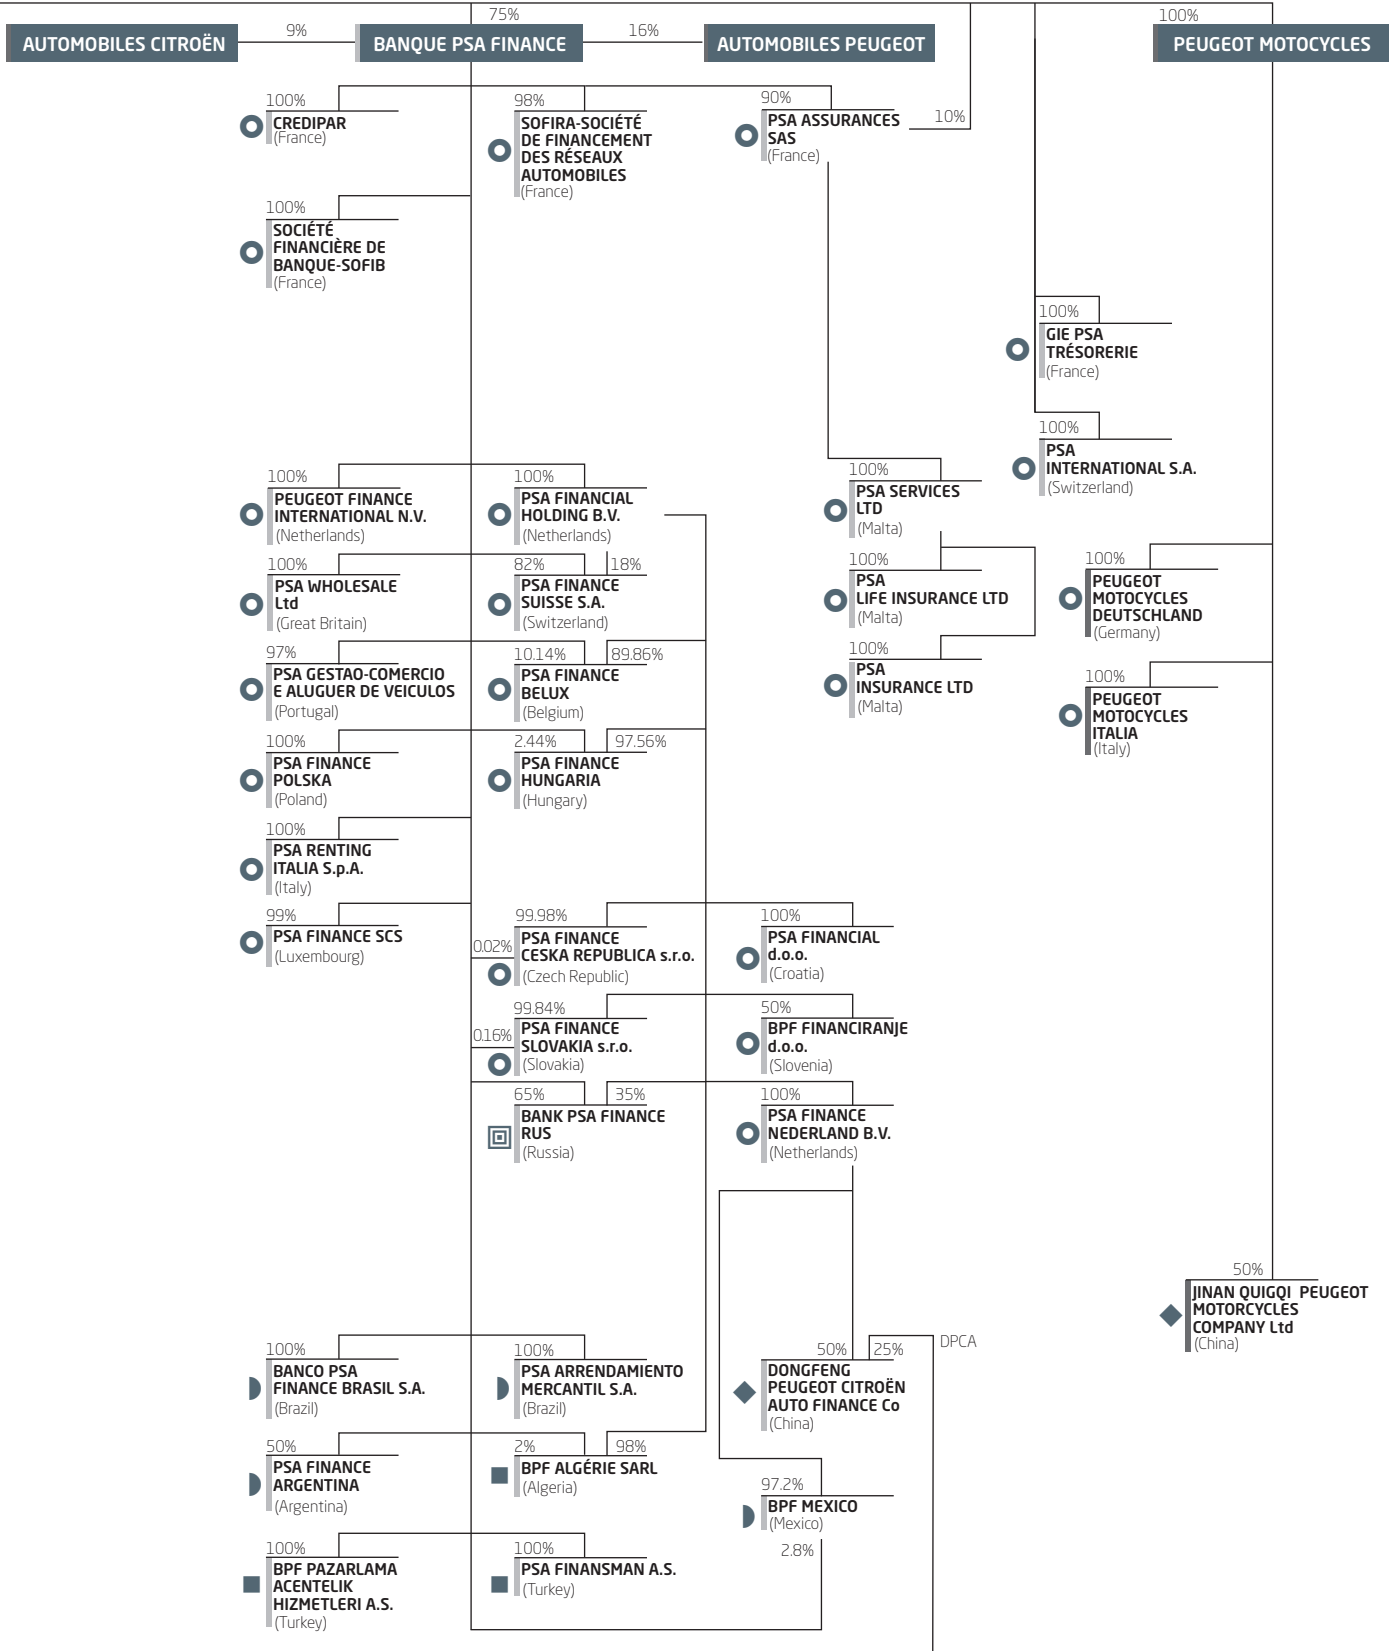 75%
100%
AUTOMOBILES CITROËN
9%
BANQUE PSA FINANCE
16%
AUTOMOBILES PEUGEOT
PEUGEOT MOTOCYCLES
100%
CREDIPAR
(France)
98%
SOFIRA-SOCIÉTÉ
DE FINANCEMENT
DES RÉSEAUX
AUTOMOBILES
(France)
90%
PSA ASSURANCES
SAS
(France)
10%
100%
SOCIÉTÉ
FINANCIÈRE DE
BANQUE-SOFIB
(France)
100%
GIE PSA
TRÉSORERIE
(France)
100%
PSA
INTERNATIONAL S.A.
(Switzerland)
100%
PEUGEOT FINANCE
INTERNATIONAL N.V.
(Netherlands)
100%
PSA FINANCIAL
HOLDING B.V.
(Netherlands)
100%
PSA SERVICES
LTD
(Malta)
100%
PSA WHOLESALE
Ltd
(Great Britain)
82%
18%
PSA FINANCE
SUISSE S.A.
(Switzerland)
100%
PSA
LIFE INSURANCE LTD
(Malta)
100%
PEUGEOT
MOTOCYCLES
DEUTSCHLAND
(Germany)
97%
PSA GESTAO-COMERCIO
E ALUGUER DE VEICULOS
(Portugal)
10.14%
89.86%
PSA FINANCE
BELUX
(Belgium)
100%
PSA
INSURANCE LTD
(Malta)
100%
PEUGEOT
MOTOCYCLES
ITALIA
(Italy)
100%
PSA FINANCE
POLSKA
(Poland)
2.44%
97.56%
PSA FINANCE
HUNGARIA
(Hungary)
100%
PSA RENTING
ITALIA S.p.A.
(Italy)
99%
PSA FINANCE SCS
(Luxembourg)
99.98%
0.02%
PSA FINANCE
CESKA REPUBLICA s.r.o.
(Czech Republic)
100%
PSA FINANCIAL
d.o.o.
(Croatia)
99.84%
0.16%
PSA FINANCE
SLOVAKIA s.r.o.
(Slovakia)
50%
BPF FINANCIRANJE
d.o.o.
(Slovenia)
65%
35%
BANK PSA FINANCE
RUS
(Russia)
100%
PSA FINANCE
NEDERLAND B.V.
(Netherlands)
50%
JINAN QUIGQI PEUGEOT
MOTORCYCLES
COMPANY Ltd
(China)
100%
BANCO PSA
FINANCE BRASIL S.A.
(Brazil)
100%
PSA ARRENDAMIENTO
MERCANTIL S.A.
(Brazil)
50%
25%
DPCA
DONGFENG
PEUGEOT CITROËN
AUTO FINANCE Co
(China)
50%
PSA FINANCE
ARGENTINA
(Argentina)
2%
98%
BPF ALGÉRIE SARL
(Algeria)
97.2%
BPF MEXICO
(Mexico)
2.8%
100%
BPF PAZARLAMA
ACENTELIK
HIZMETLERI A.S.
(Turkey)
100%
PSA FINANSMAN A.S.
(Turkey)